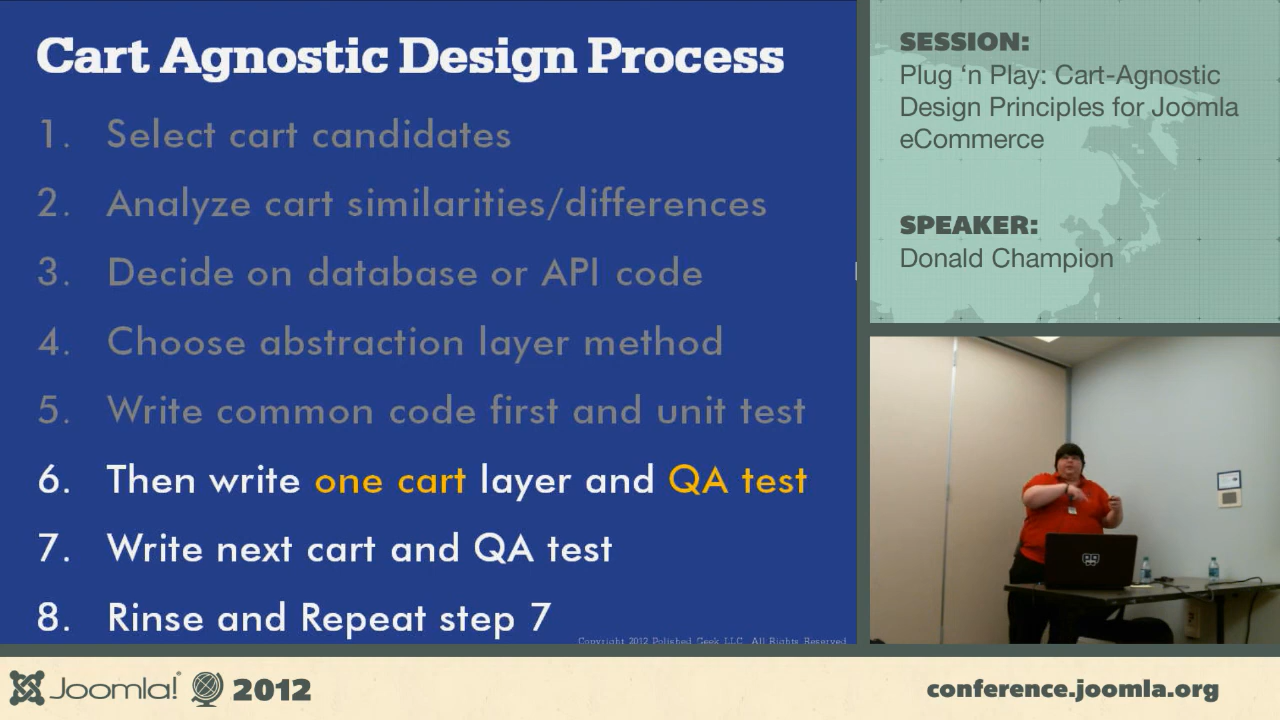 Cart Agnostic Design Process
1. Select cart candidates
2. Analyze cart similarities/differences
3. Decide on database or API code
4. Choose abstraction layer method
5. Write common code first and unit test
6. Then write one cart layer and QA test
7. Write next cart and QA test
8. Rinse and Repeat step 7
Copyright 2012 Polished Geek LLC. All Rights Reserved
SESSION:
Plug ‘n Play: Cart-Agnostic
Design Principles for Joomla
eCommerce
SPEAKER:
Donald Champion
Joomla! 2012
conference.joomla.org